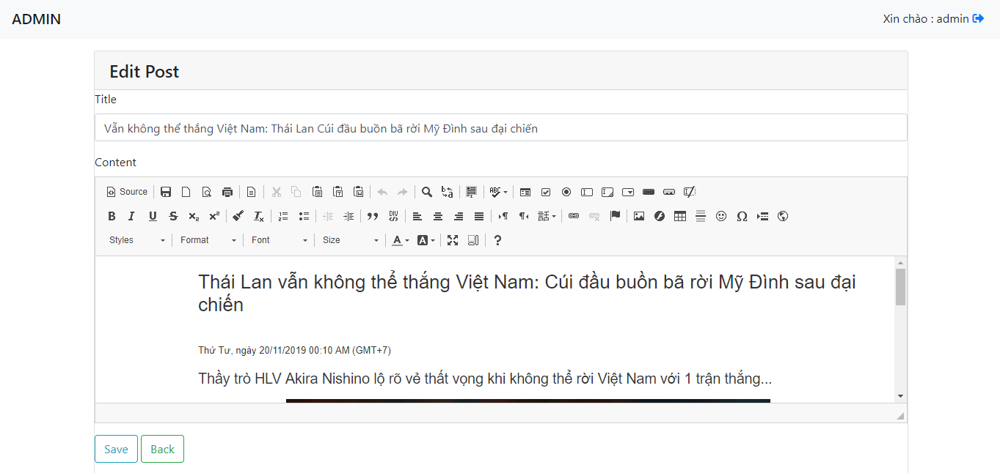 ADMIN
Xin chào : admin
Edit Post
Title
Vẫn không thể thắng Việt Nam: Thái Lan Cúi đầu buồn bã rời Mỹ Đình sau đại chiến
Content
Source
Styles Format Font Size
Thái Lan vẫn không thể thắng Việt Nam: Cúi đầu buồn bã rời Mỹ Đình sau đại
chiến
Thứ Tư, ngày 20/11/2019 00:10 AM (GMT+7)
Thầy trò HLV Akira Nishino lộ rõ vẻ thất vọng khi không thể rời Việt Nam với 1 trận thắng...
Save Back